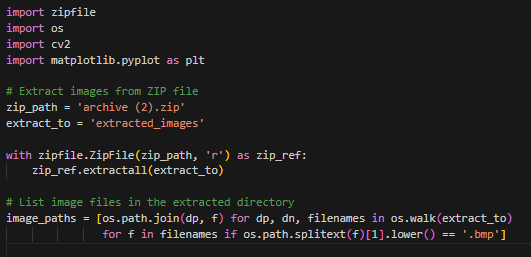 import zipfile
import os
import cv2
import matplotlib.pyplot as plt

# Extract images from ZIP file
zip_path = 'archive (2).zip'
extract_to = 'extracted_images'

with zipfile.ZipFile(zip_path, 'r') as zip_ref:
    zip_ref.extractall(extract_to)

# List image files in the extracted directory
image_paths = [os.path.join(dp, f) for dp, dn, filenames in os.walk(extract_to)
               for f in filenames if os.path.splitext(f)[1].lower() == '.bmp']